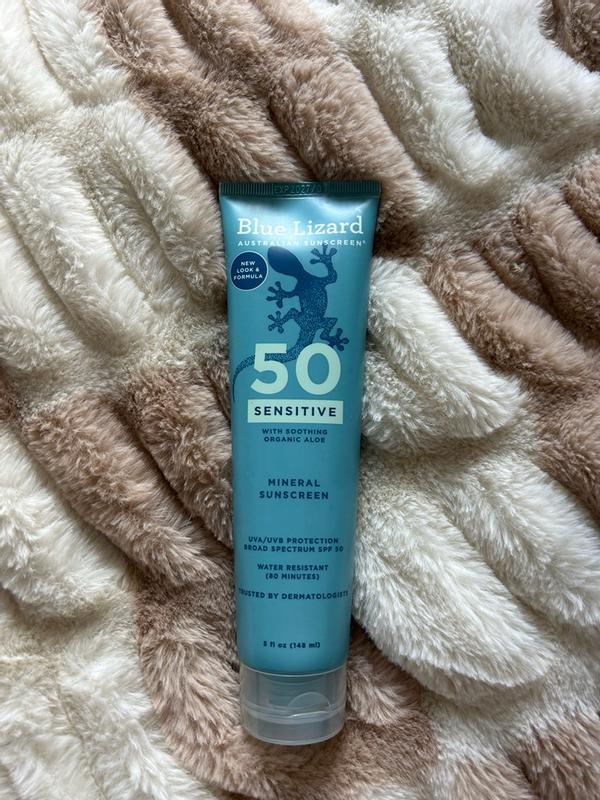 EXP 2027/0
Blue Lizard
AUSTRALIAN SUNSCREEN®
NEW
LOOK &
FORMULA
50
SENSITIVE
WITH SOOTHING
ORGANIC ALOE
MINERAL
SUNSCREEN
UVA/UVB PROTECTION
BROAD SPECTRUM SPF 50
WATER RESISTANT
(80 MINUTES)
TRUSTED BY DERMATOLOGISTS
5 fl oz (148 ml)